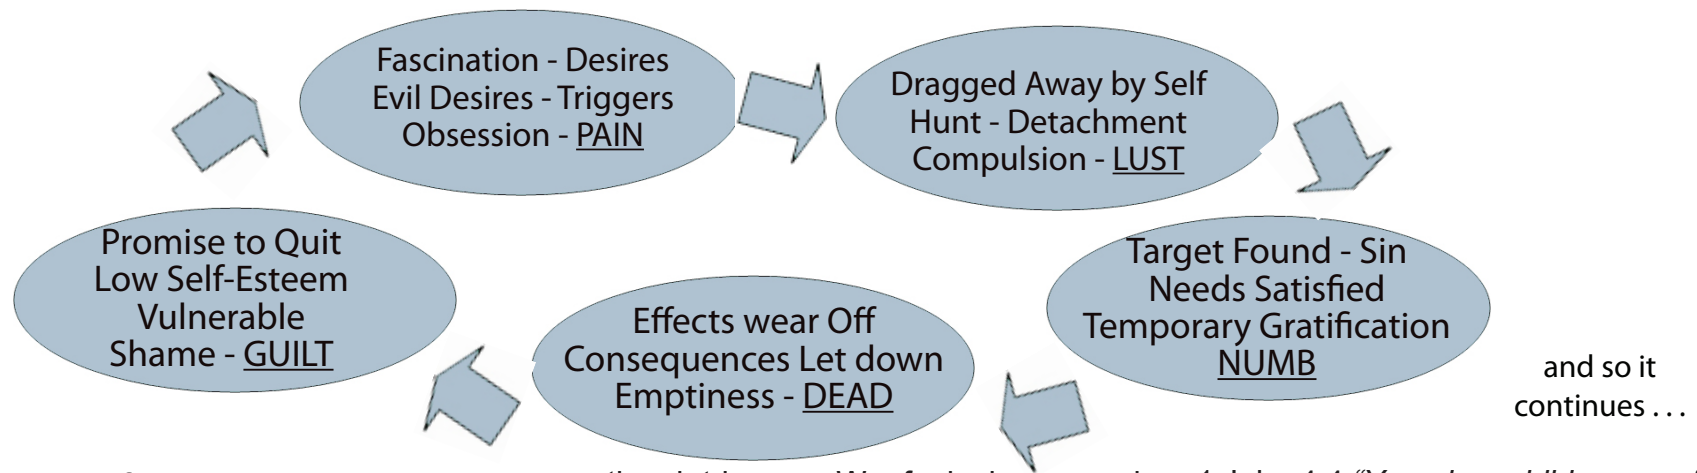 Fascination - Desires
Evil Desires - Triggers
Obsession - PAIN
Dragged Away by Self
Hunt - Detachment
Compulsion - LUST
Target Found - Sin
Needs Satisfied
Temporary Gratification
NUMB
Effects wear Off
Consequences Let down
Emptiness - DEAD
Promise to Quit
Low Self-Esteem
Vulnerable
Shame - GUILT
and so it
continues . . .